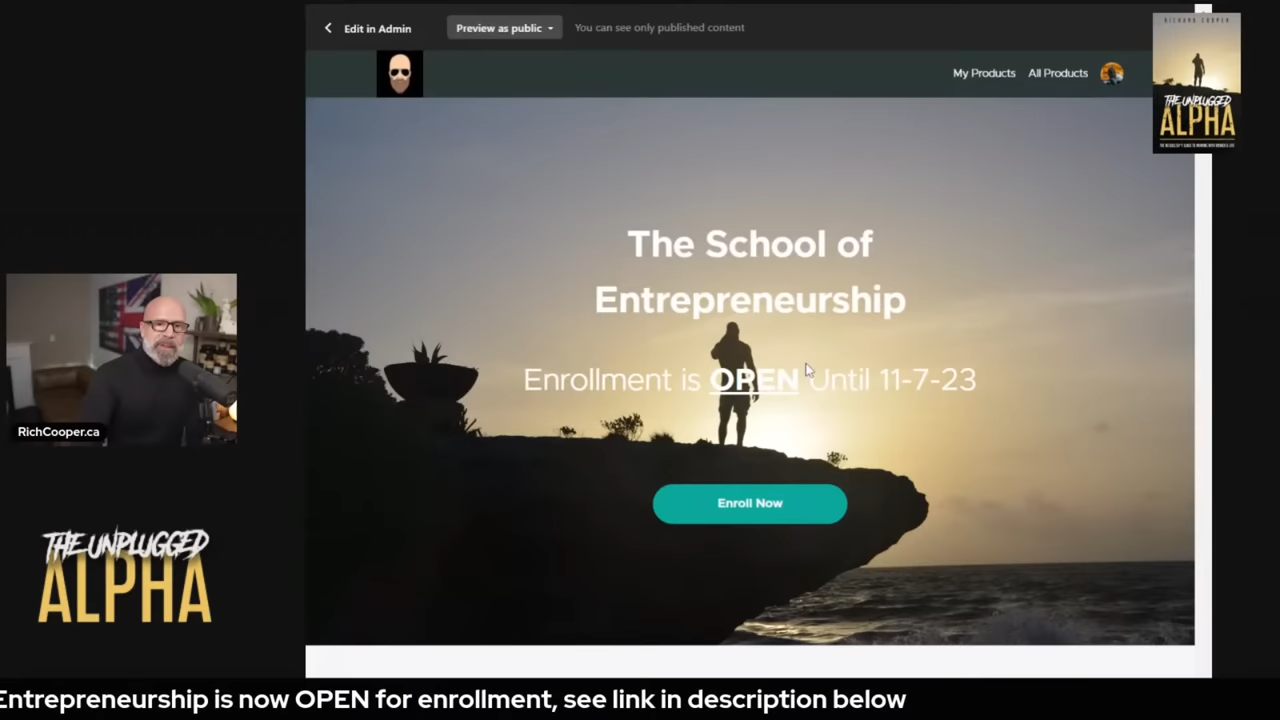 Edit in Admin
Preview as public
You can see only published content
My Products
All Products
RICHARD COOPER
THE UNPLUGGED
ALPHA
The School of
Entrepreneurship
Enrollment is OPEN Until 11-7-23
Enroll Now
RichCooper.ca
THE UNPLUGGED
ALPHA
Entrepreneurship is now OPEN for enrollment, see link in description below